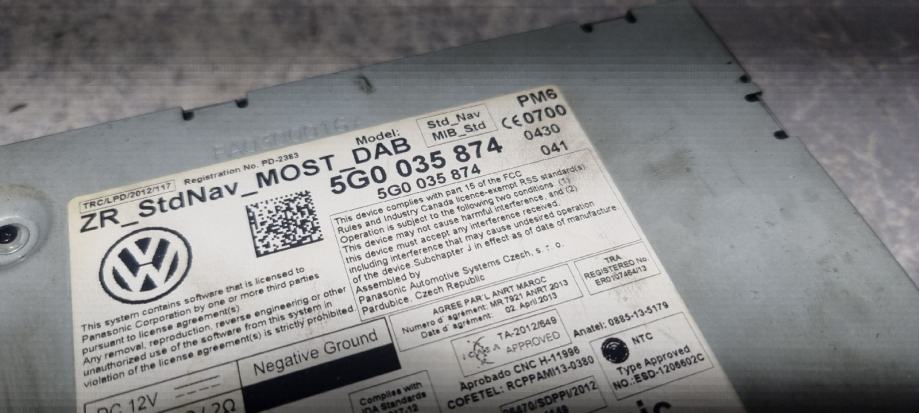 TRC/LPD/2012/117
Registration No. PD-2363
Model:
Std_Nav
MIB_Std
PM6
CE0700
0430
041
ZR_StdNav_MOST_DAB
5G0 035 874
5G0 035 874
This device complies with part 15 of the FCC
Rules and Industry Canada licence-exempt RSS standard(s)
Operation is subject to the following two conditions. (1)
This device may not cause harmful interference, and (2)
this device must accept any interference received,
including interference that may cause undesired operation
of the device Subchapter J in effect as of date of manufacture
Assembled by
Panasonic Automotive Systems Czech, s. r. o.
Pardubice, Czech Republic
This system contains software that is licensed to
Panasonic Corporation by one or more third parties
pursuant to license agreement(s)
Any removal, reproduction, reverse engineering or other
unauthorized use of the software from this system in
violation of the license agreement(s) is strictly prohibited.
AGREE PAR L'ANRT MAROC
Numero d'agrément: MR 7921 ANRT 2013
Date d'agrément: 02 April 2013
TRA
REGISTERED No.
Negative Ground
DC 12V
TA-2012/649
APPROVED
Anatel: 0885-13-5179
Aprobado CNC H-11998
COFETEL: RCPPAMI13-0380
NTC
Type Approved
NO.:ESD-1206602C
Complies with
IDA Standards